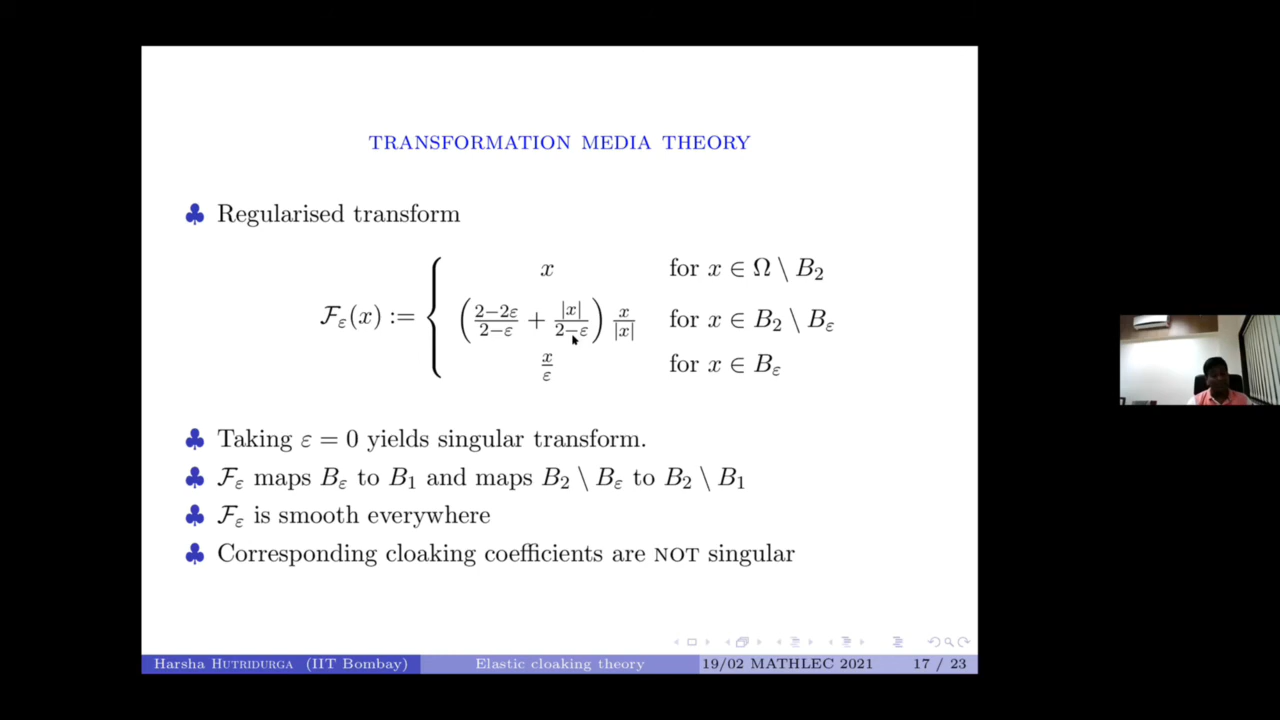 TRANSFORMATION MEDIA THEORY
♣ Regularised transform
x for x ∈ Ω \ B₂
𝓕_ε(x) := { ( (2−2ε)/(2−ε) + |x|/(2−ε) ) x/|x| for x ∈ B₂ \ B_ε
x/ε for x ∈ B_ε
♣ Taking ε = 0 yields singular transform.
♣ 𝓕_ε maps B_ε to B₁ and maps B₂ \ B_ε to B₂ \ B₁
♣ 𝓕_ε is smooth everywhere
♣ Corresponding cloaking coefficients are NOT singular
Harsha HUTRIDURGA (IIT Bombay) Elastic cloaking theory 19/02 MATHLEC 2021 17 / 23